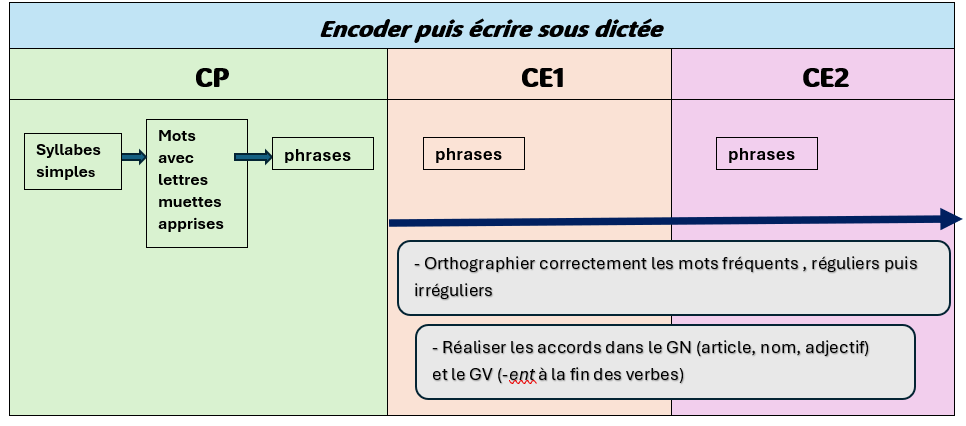 Encoder puis écrire sous dictée
CP
CE1
CE2
Syllabes
simples
Mots
avec
lettres
muettes
apprises
phrases
phrases
phrases
- Orthographier correctement les mots fréquents , réguliers puis
irréguliers
- Réaliser les accords dans le GN (article, nom, adjectif)
et le GV (-ent à la fin des verbes)